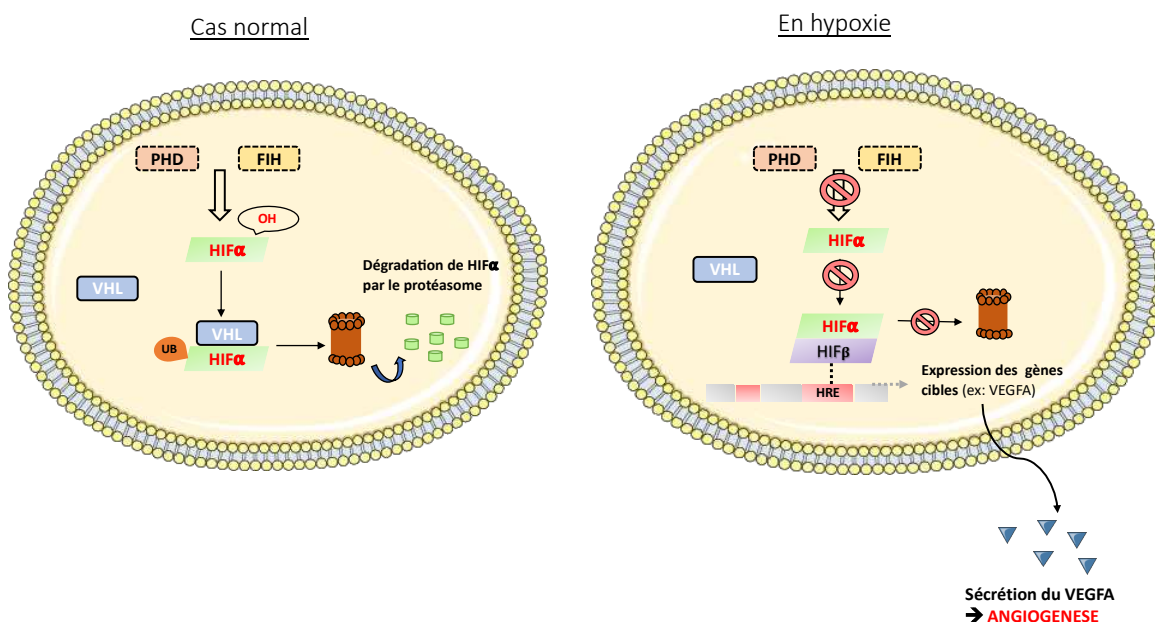 Cas normal
PHD
FIH
OH
HIFα
Dégradation de HIFα
par le protéasome
VHL
VHL
UB
HIFα
En hypoxie
PHD
FIH
HIFα
VHL
HIFα
HIFβ
HRE
Expression des gènes
cibles (ex: VEGFA)
Sécrétion du VEGFA
➔ ANGIOGENESE